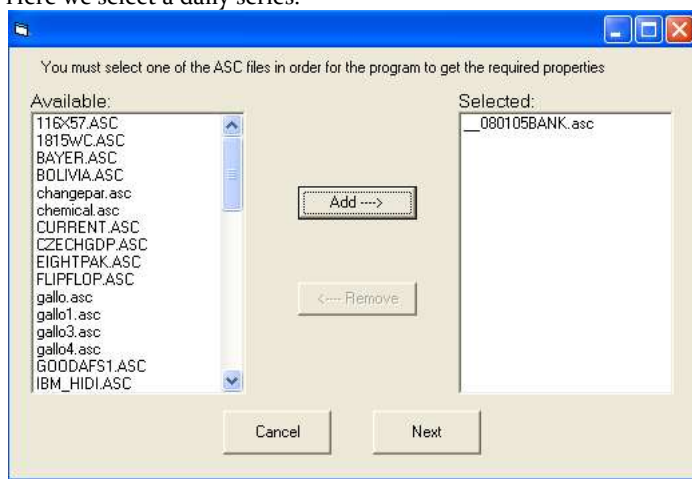 Here we select a daily series.
You must select one of the ASC files in order for the program to get the required properties
Available:
Selected:
116X57.ASC
1815WC.ASC
BAYER.ASC
BOLIVIA.ASC
changepar.asc
chemical.asc
CURRENT.ASC
CZECHGDP.ASC
EIGHTPAK.ASC
FLIPFLOP.ASC
gallo.asc
gallo1.asc
gallo3.asc
gallo4.asc
GOODAFS1.ASC
IBM_HIDI.ASC
Add ---->
<---- Remove
__080105BANK.asc
Cancel
Next